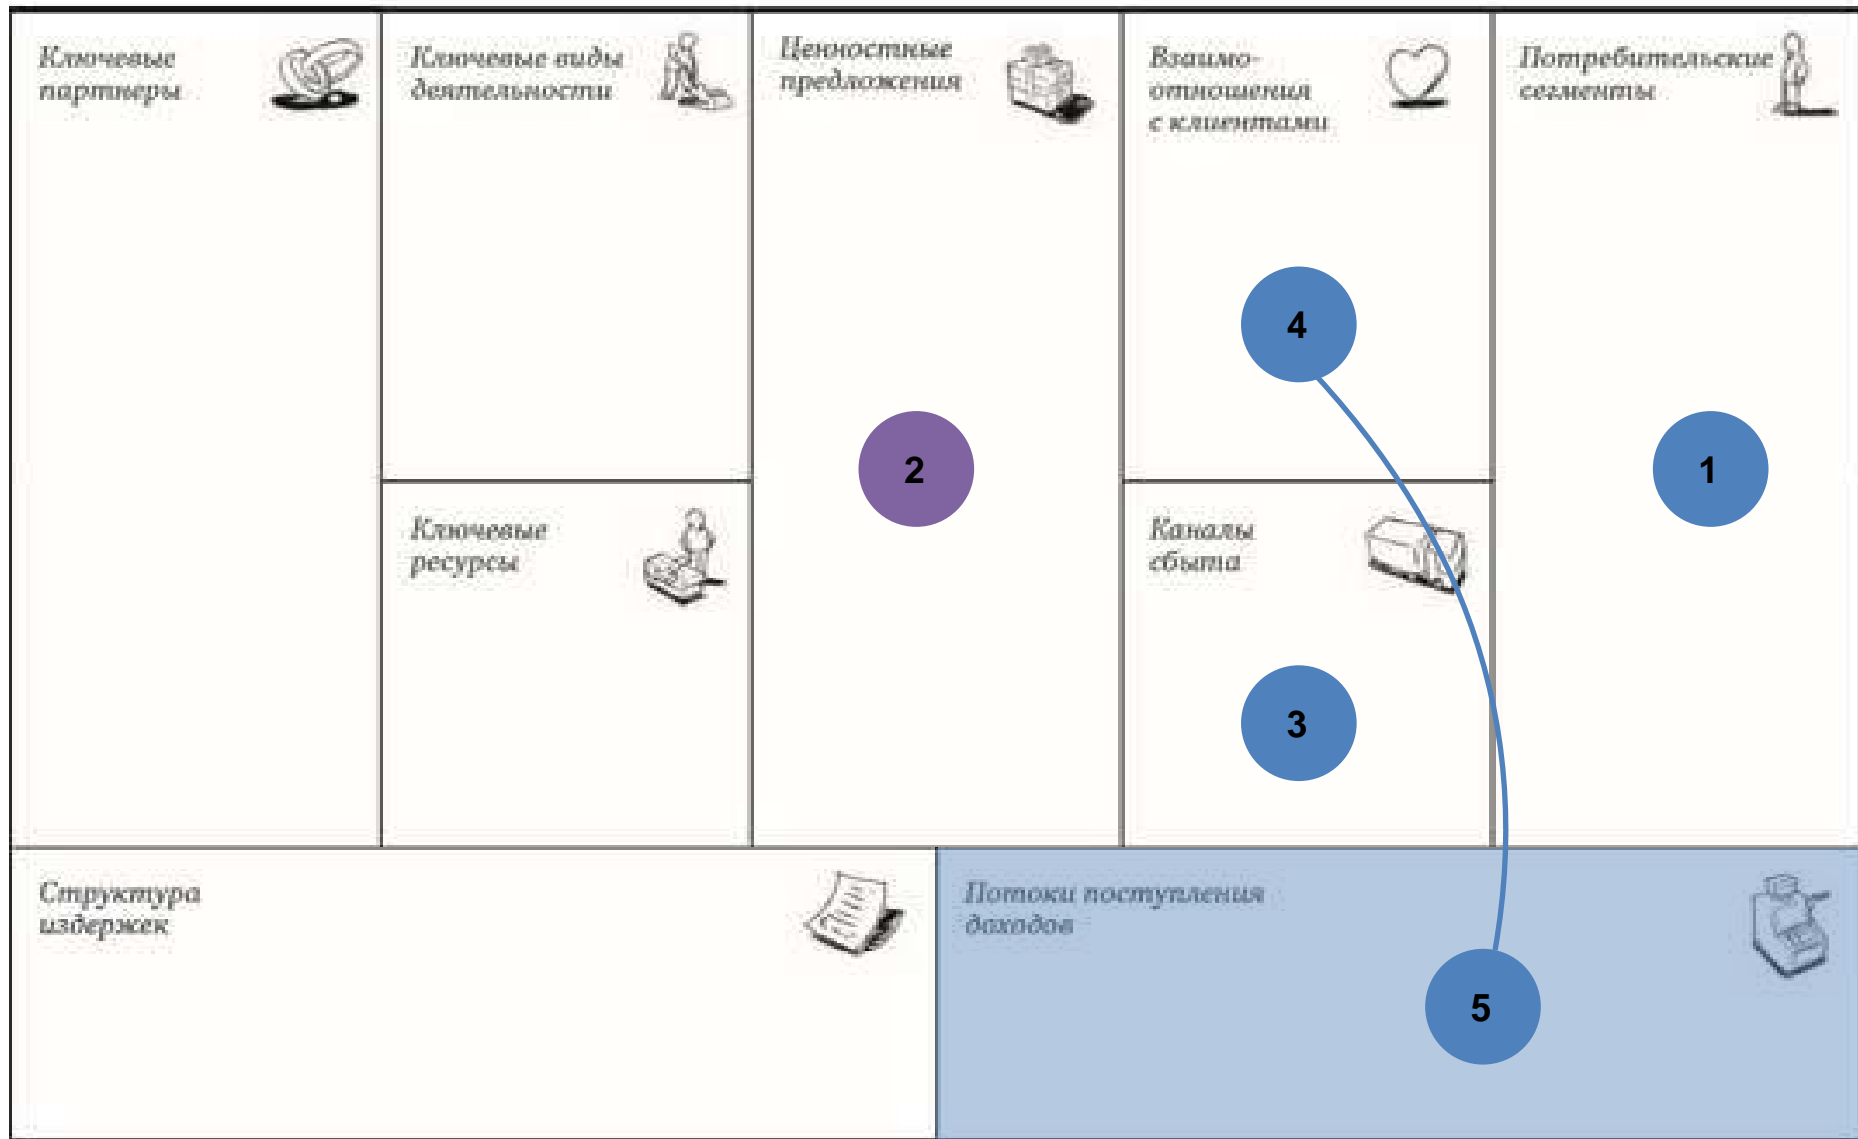 Ключевые
партнеры
Ключевые виды
деятельности
Ценностные
предложения
Взаимо-
отношения
с клиентами
Потребительские
сегменты
4
2
1
Ключевые
ресурсы
Каналы
сбыта
3
Структура
издержек
Потоки поступления
доходов
5